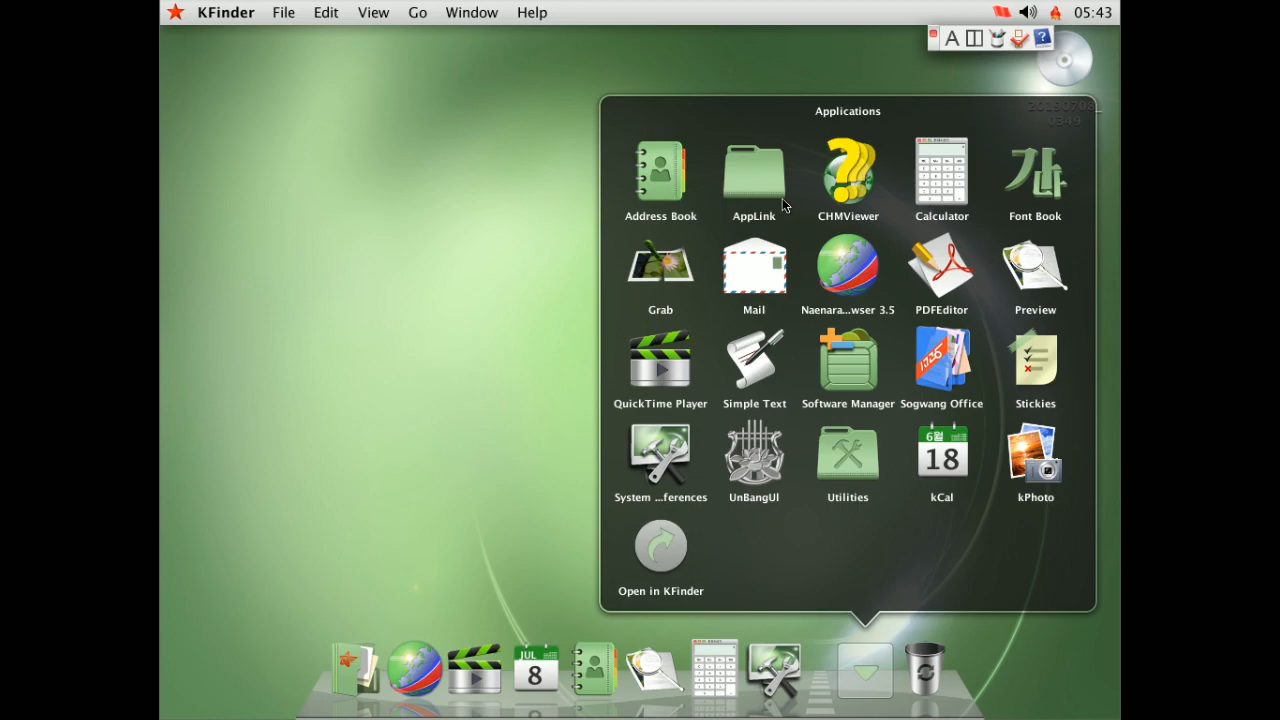 KFinder File Edit View Go Window Help 05:43
A
20190708_
0349
Applications
Address Book AppLink CHMViewer Calculator Font Book
Grab Mail Naenara...wser 3.5 PDFEditor Preview
QuickTime Player Simple Text Software Manager Sogwang Office Stickies
6월
18
System ...ferences UnBangUl Utilities kCal kPhoto
Open in KFinder
JUL
8